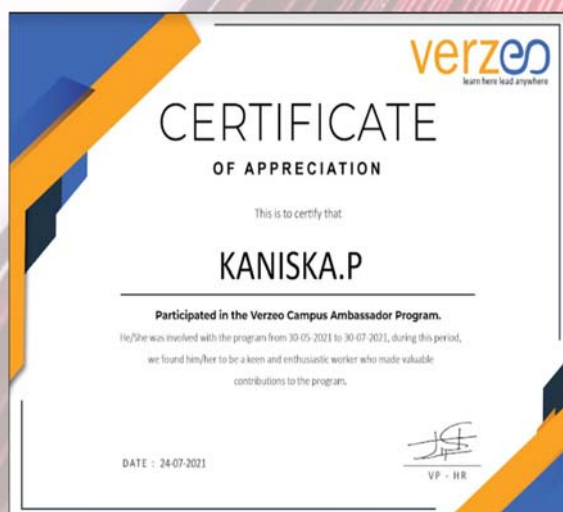 verzeo
learn here lead anywhere
CERTIFICATE
OF APPRECIATION
This is to certify that
KANISKA.P
Participated in the Verzeo Campus Ambassador Program.
He/She was involved with the program from 30-05-2021 to 30-07-2021, during this period,
we found him/her to be a keen and enthusiastic worker who made valuable
contributions to the program.
DATE : 24-07-2021
VP - HR